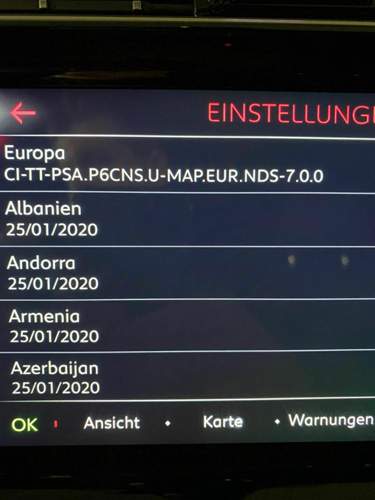 EINSTELLUNG
Europa
CI-TT-PSA.P6CNS.U-MAP.EUR.NDS-7.0.0
Albanien
25/01/2020
Andorra
25/01/2020
Armenia
25/01/2020
Azerbaijan
25/01/2020
OK Ansicht Karte Warnungen